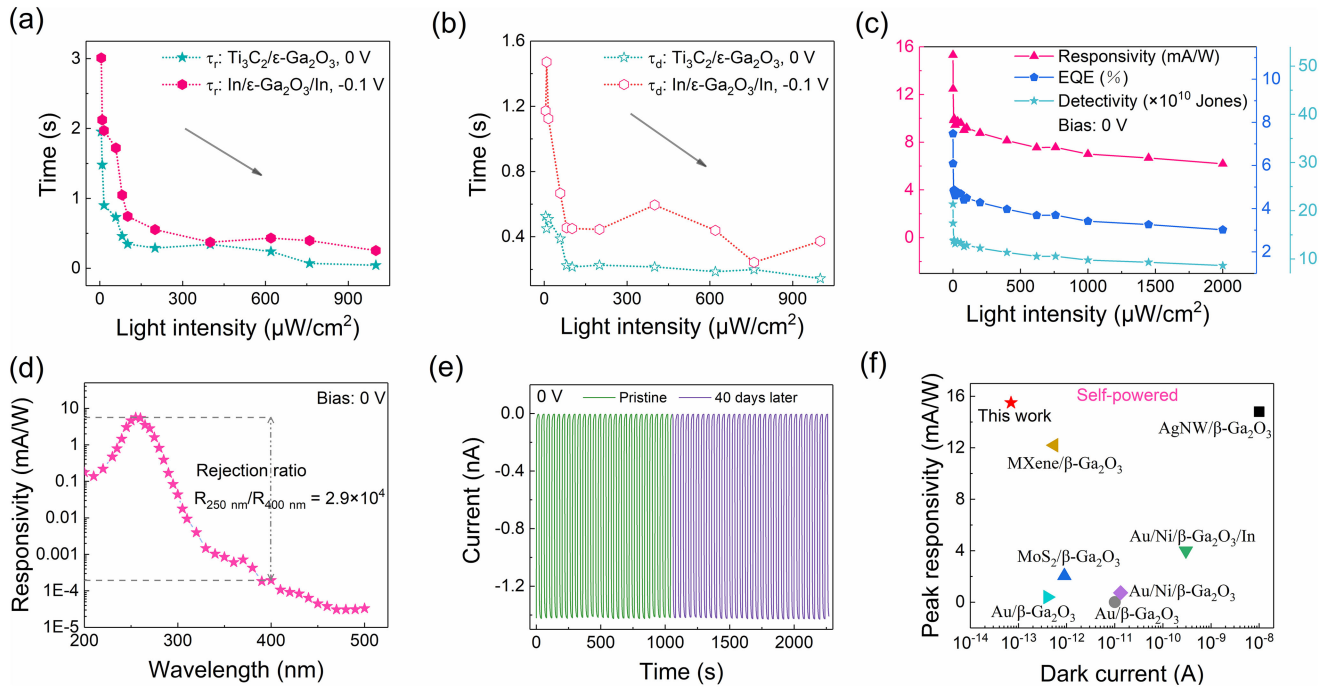 (a)
τr: Ti3C2/ε-Ga2O3, 0 V
τr: In/ε-Ga2O3/In, -0.1 V
Time (s)
3
2
1
0
0 300 600 900
Light intensity (μW/cm²)
(b)
τd: Ti3C2/ε-Ga2O3, 0 V
τd: In/ε-Ga2O3/In, -0.1 V
Time (s)
1.6
1.2
0.8
0.4
0 300 600 900
Light intensity (μW/cm²)
(c)
Responsivity (mA/W)
EQE (%)
Detectivity (×10¹⁰ Jones)
Bias: 0 V
16
12
8
4
0
10
8
6
4
2
50
40
30
20
10
0 500 1000 1500 2000
Light intensity (μW/cm²)
(d)
Bias: 0 V
Responsivity (mA/W)
10
1
0.1
0.01
0.001
1E-4
1E-5
Rejection ratio
R250 nm/R400 nm = 2.9×10⁴
200 300 400 500
Wavelength (nm)
(e)
0 V Pristine 40 days later
Current (nA)
0.0
-0.4
-0.8
-1.2
0 500 1000 1500 2000
Time (s)
(f)
Self-powered
Peak responsivity (mA/W)
16
12
8
4
0
This work
AgNW/β-Ga2O3
MXene/β-Ga2O3
Au/Ni/β-Ga2O3/In
MoS2/β-Ga2O3
Au/Ni/β-Ga2O3
Au/β-Ga2O3
Au/β-Ga2O3
10⁻¹⁴ 10⁻¹³ 10⁻¹² 10⁻¹¹ 10⁻¹⁰ 10⁻⁹ 10⁻⁸
Dark current (A)